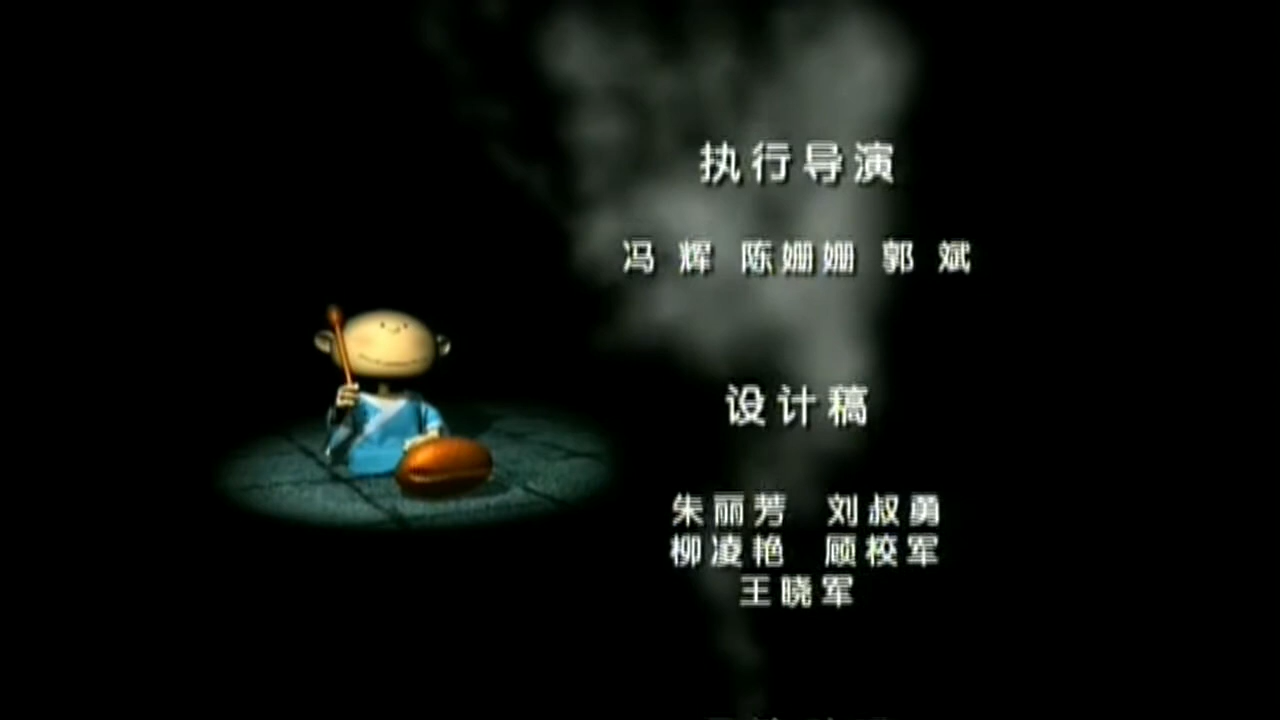 执行导演
冯 辉 陈姗姗 郭 斌
设计稿
朱丽芳 刘叔勇
柳凌艳 顾校军
王晓军